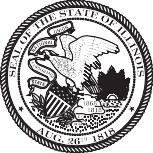 SEAL OF THE STATE OF ILLINOIS
1868
1818
AUG. 26TH 1818